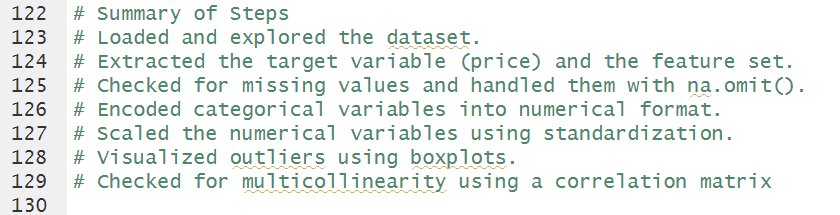 122 # Summary of Steps
123 # Loaded and explored the dataset.
124 # Extracted the target variable (price) and the feature set.
125 # Checked for missing values and handled them with na.omit().
126 # Encoded categorical variables into numerical format.
127 # Scaled the numerical variables using standardization.
128 # Visualized outliers using boxplots.
129 # Checked for multicollinearity using a correlation matrix
130